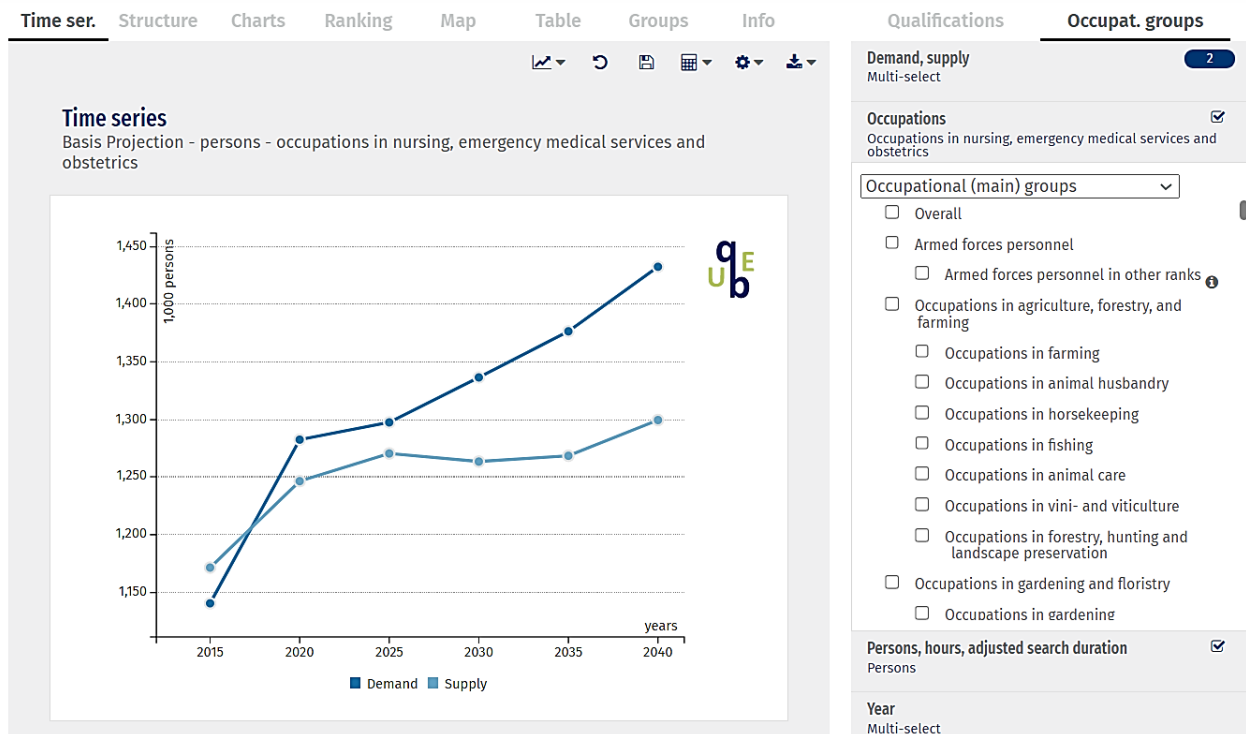 Time ser. Structure Charts Ranking Map Table Groups Info
Time series
Basis Projection - persons - occupations in nursing, emergency medical services and
obstetrics
1,000 persons
1,450
1,400
1,350
1,300
1,250
1,200
1,150
years
2015 2020 2025 2030 2035 2040
Demand Supply
q
U E
b
Qualifications Occupat. groups
Demand, supply 2
Multi-select
Occupations
Occupations in nursing, emergency medical services and
obstetrics
Occupational (main) groups
Overall
Armed forces personnel
Armed forces personnel in other ranks
Occupations in agriculture, forestry, and
farming
Occupations in farming
Occupations in animal husbandry
Occupations in horsekeeping
Occupations in fishing
Occupations in animal care
Occupations in vini- and viticulture
Occupations in forestry, hunting and
landscape preservation
Occupations in gardening and floristry
Occupations in gardening
Persons, hours, adjusted search duration
Persons
Year
Multi-select